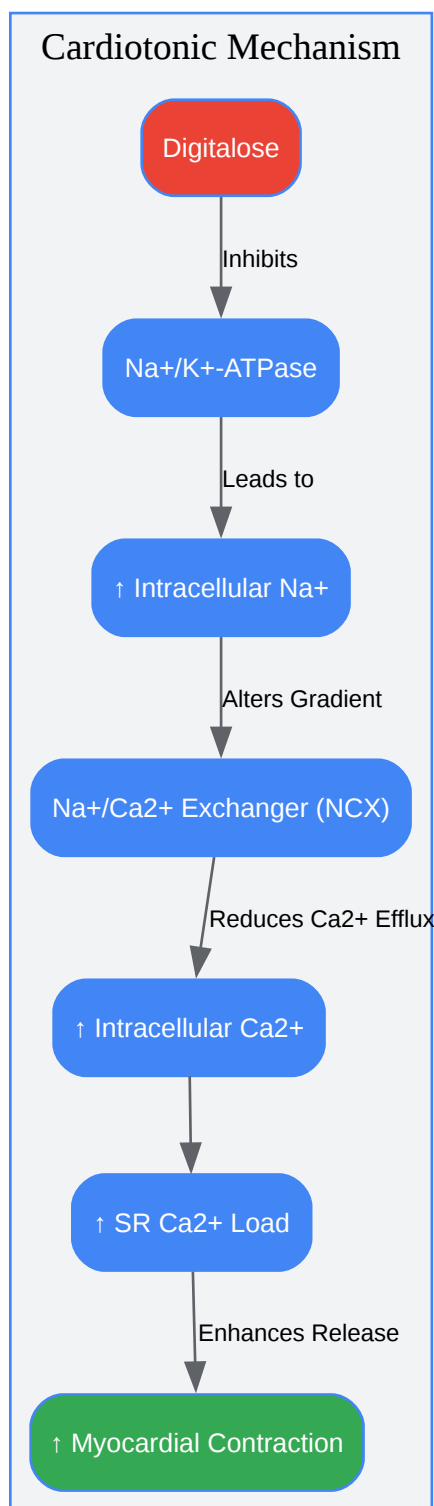 Cardiotonic Mechanism
Digitalose
Inhibits
Na+/K+-ATPase
Leads to
↑ Intracellular Na+
Alters Gradient
Na+/Ca2+ Exchanger (NCX)
Reduces Ca2+ Efflux
↑ Intracellular Ca2+
↑ SR Ca2+ Load
Enhances Release
↑ Myocardial Contraction